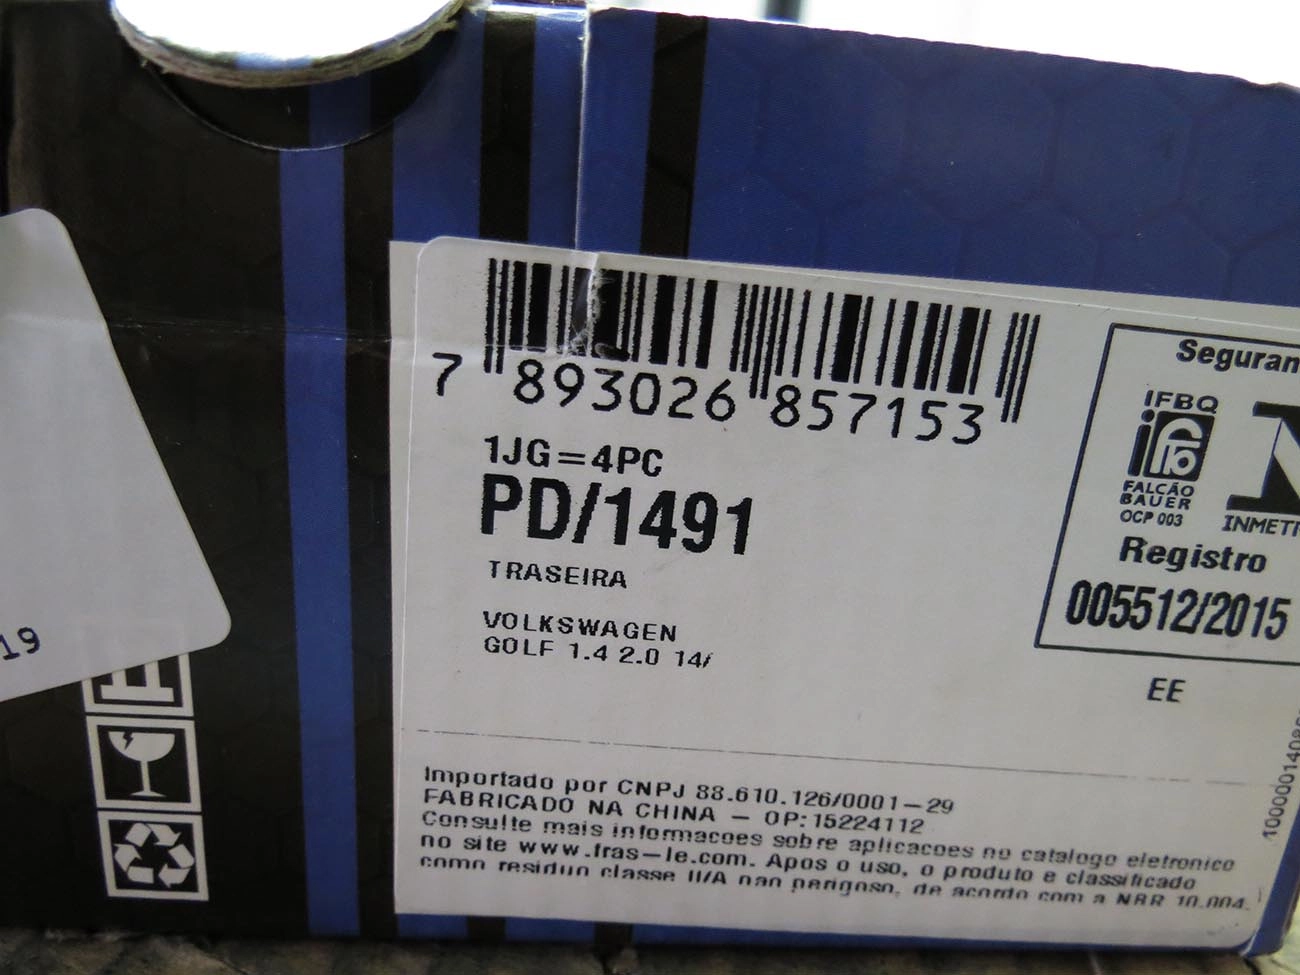 7 893026 857153
1JG=4PC
PD/1491
TRASEIRA
VOLKSWAGEN
GOLF 1.4 2.0 14/
Seguran
IFBQ
FALCÃO
BAUER
OCP 003
INMETR
Registro
005512/2015
EE
Importado por CNPJ 88.610.126/0001-29
FABRICADO NA CHINA - OP:15224112
Consulte mais informacoes sobre aplicacoes no catalogo eletronico
no site www.fras-le.com. Apos o uso, o produto e classificado
como residuo classe II/A nao perigoso, de acordo com a NBR 10.004.
19